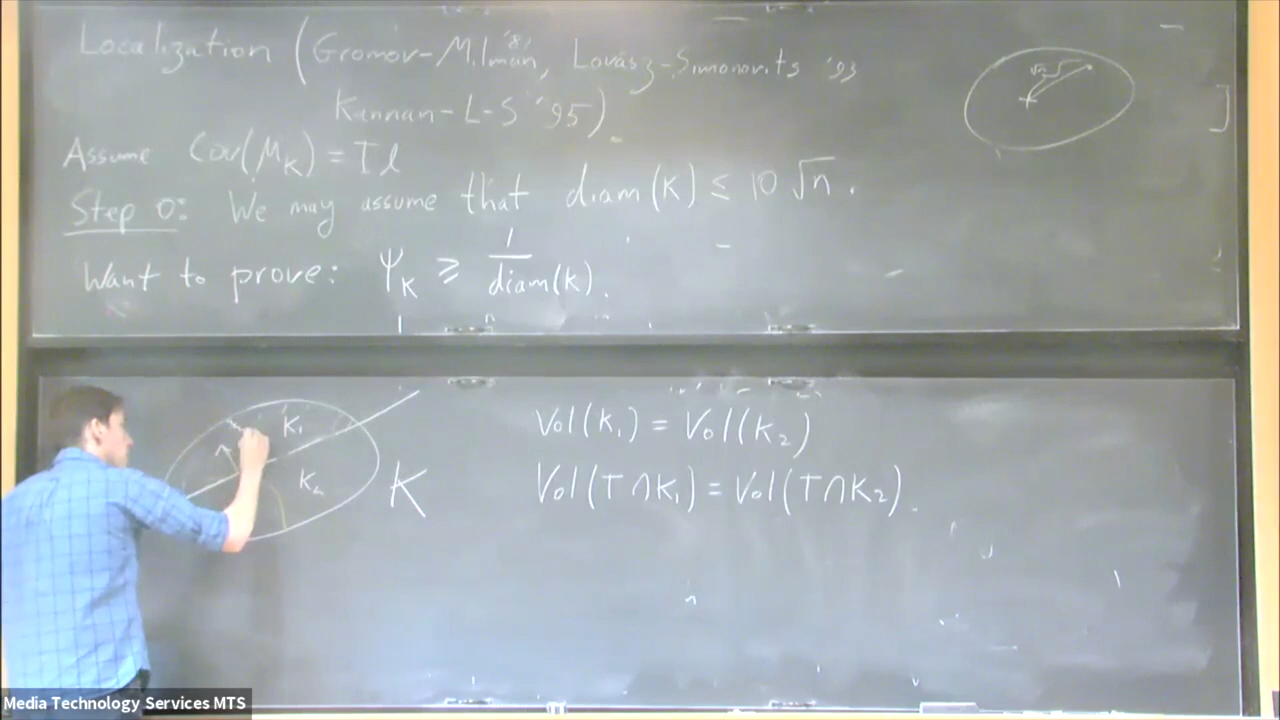 Localization (Gromov-Milman '81, Lovász-Simonovits '93
Kannan-L-S '95).
√n
Assume Cov(μ_K) = Id
Step 0: We may assume that diam(K) ≤ 10 √n.
Want to prove: Ψ_K ≥ 1/diam(K).
K₁
K₂
K
Vol(K₁) = Vol(K₂)
Vol(T∩K₁) = Vol(T∩K₂).
Media Technology Services MTS